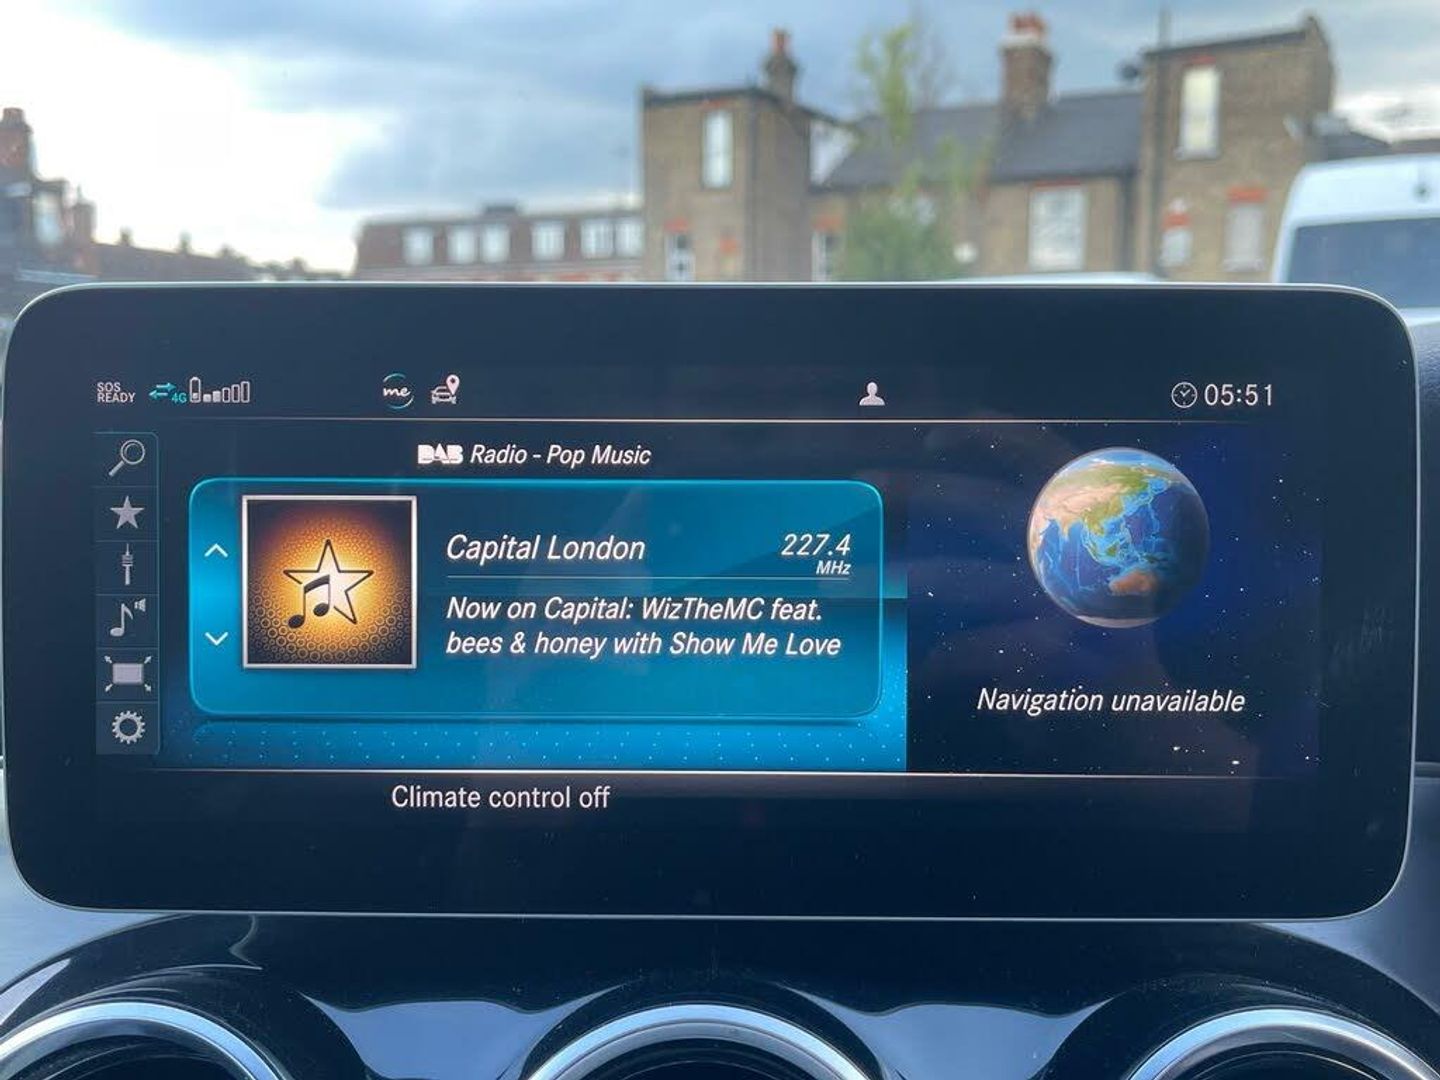 SOS
READY
4G
me
05:51
DAB Radio - Pop Music
Capital London
227.4
MHz
Now on Capital: WizTheMC feat.
bees & honey with Show Me Love
Navigation unavailable
Climate control off